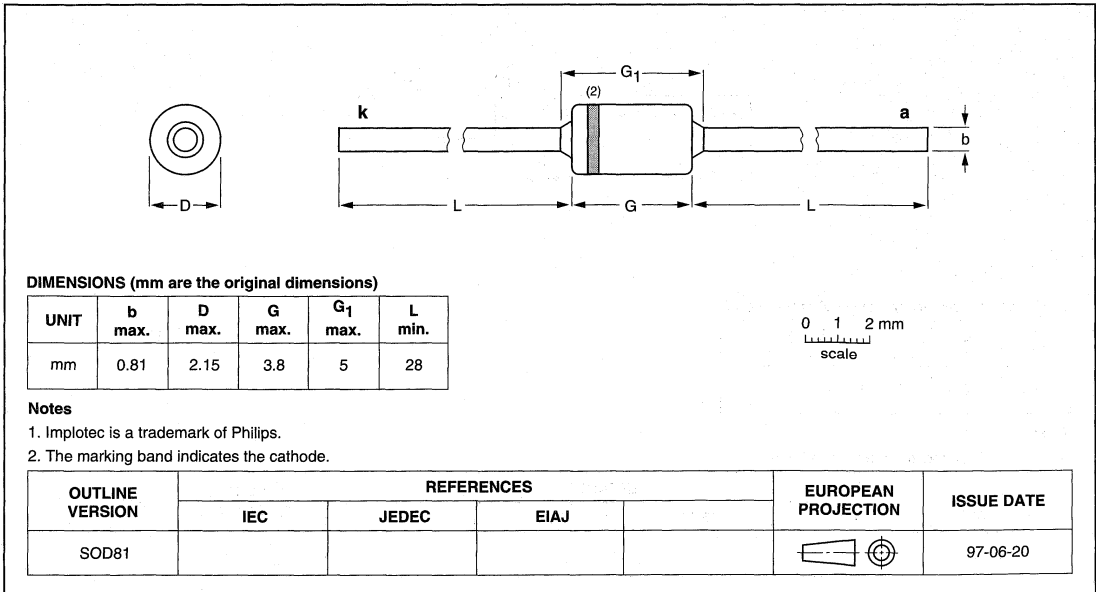 G1
(2)
k
a
b
D
L
G
L
DIMENSIONS (mm are the original dimensions)
UNIT
b
max.
D
max.
G
max.
G1
max.
L
min.
mm
0.81
2.15
3.8
5
28
0 1 2 mm
scale
Notes
1. Implotec is a trademark of Philips.
2. The marking band indicates the cathode.
OUTLINE
VERSION
REFERENCES
EUROPEAN
PROJECTION
ISSUE DATE
IEC
JEDEC
EIAJ
SOD81
97-06-20